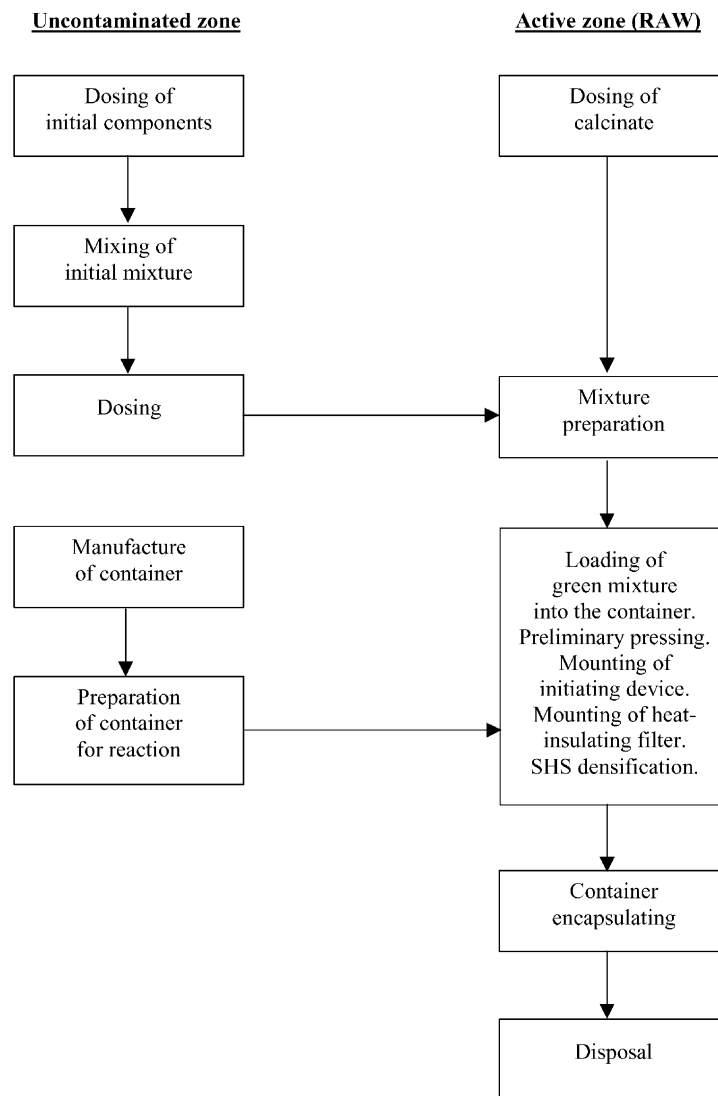 Uncontaminated zone
Active zone (RAW)
Dosing of
initial components
Dosing of
calcinate
Mixing of
initial mixture
Dosing
Mixture
preparation
Manufacture
of container
Preparation
of container
for reaction
Loading of
green mixture
into the container.
Preliminary pressing.
Mounting of
initiating device.
Mounting of heat-
insulating filter.
SHS densification.
Container
encapsulating
Disposal